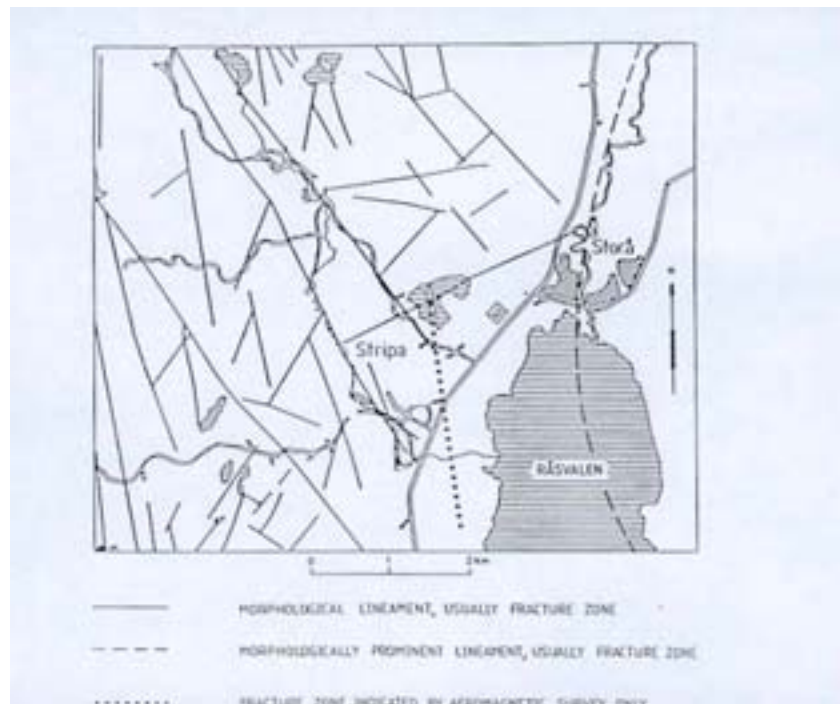 Storå
Stripa
RÅSVALEN
0 1 2 km
MORPHOLOGICAL LINEAMENT, USUALLY FRACTURE ZONE
MORPHOLOGICALLY PROMINENT LINEAMENT, USUALLY FRACTURE ZONE
FRACTURE ZONE INDICATED BY AEROMAGNETIC SURVEY ONLY